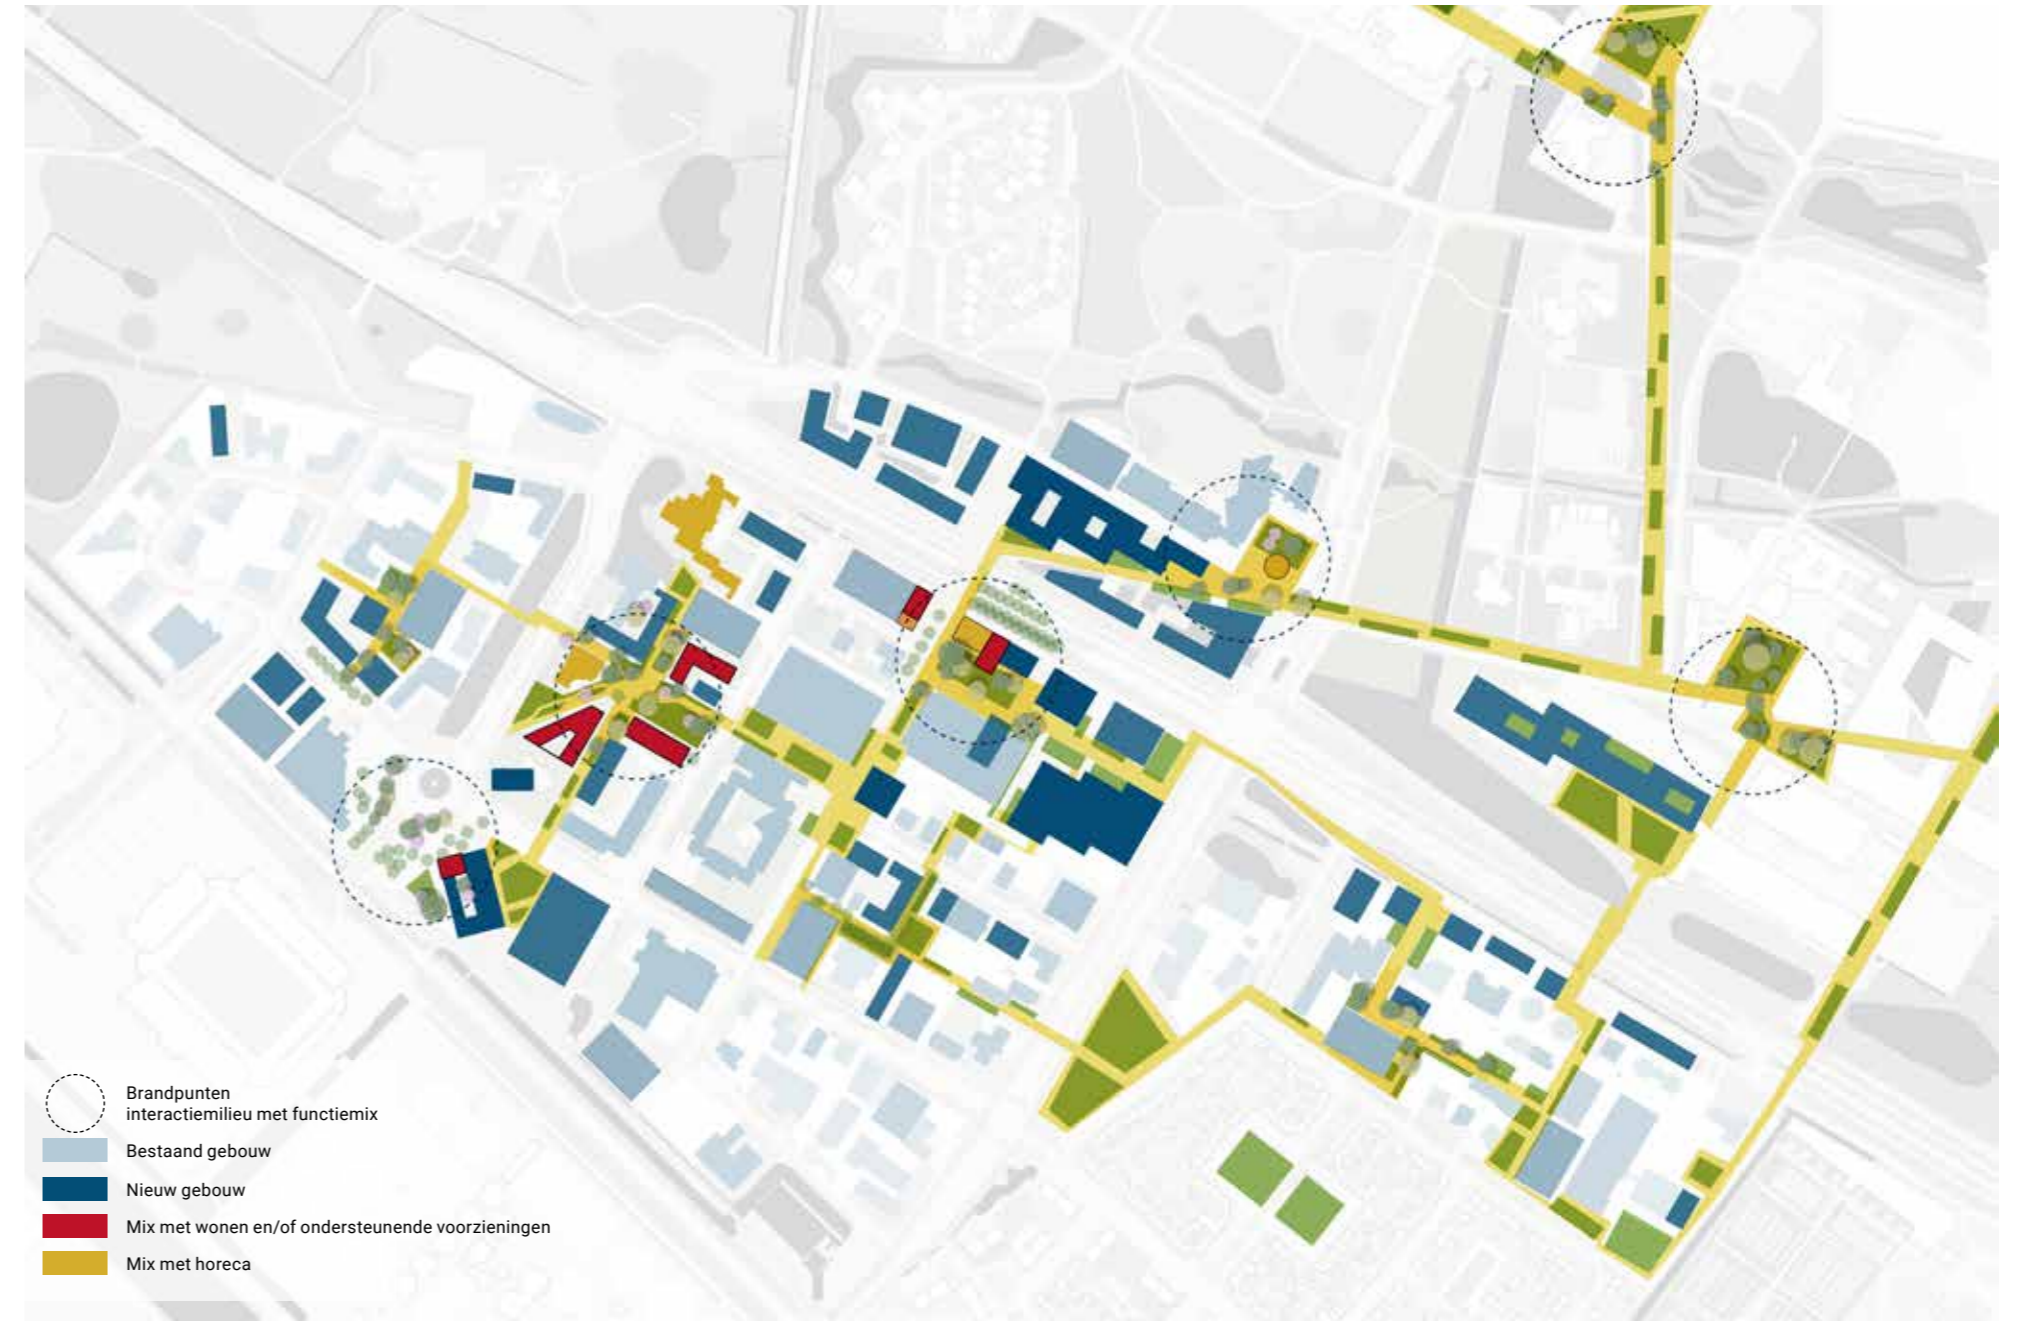 Brandpunten
interactiemilieu met functiemix
Bestaand gebouw
Nieuw gebouw
Mix met wonen en/of ondersteunende voorzieningen
Mix met horeca